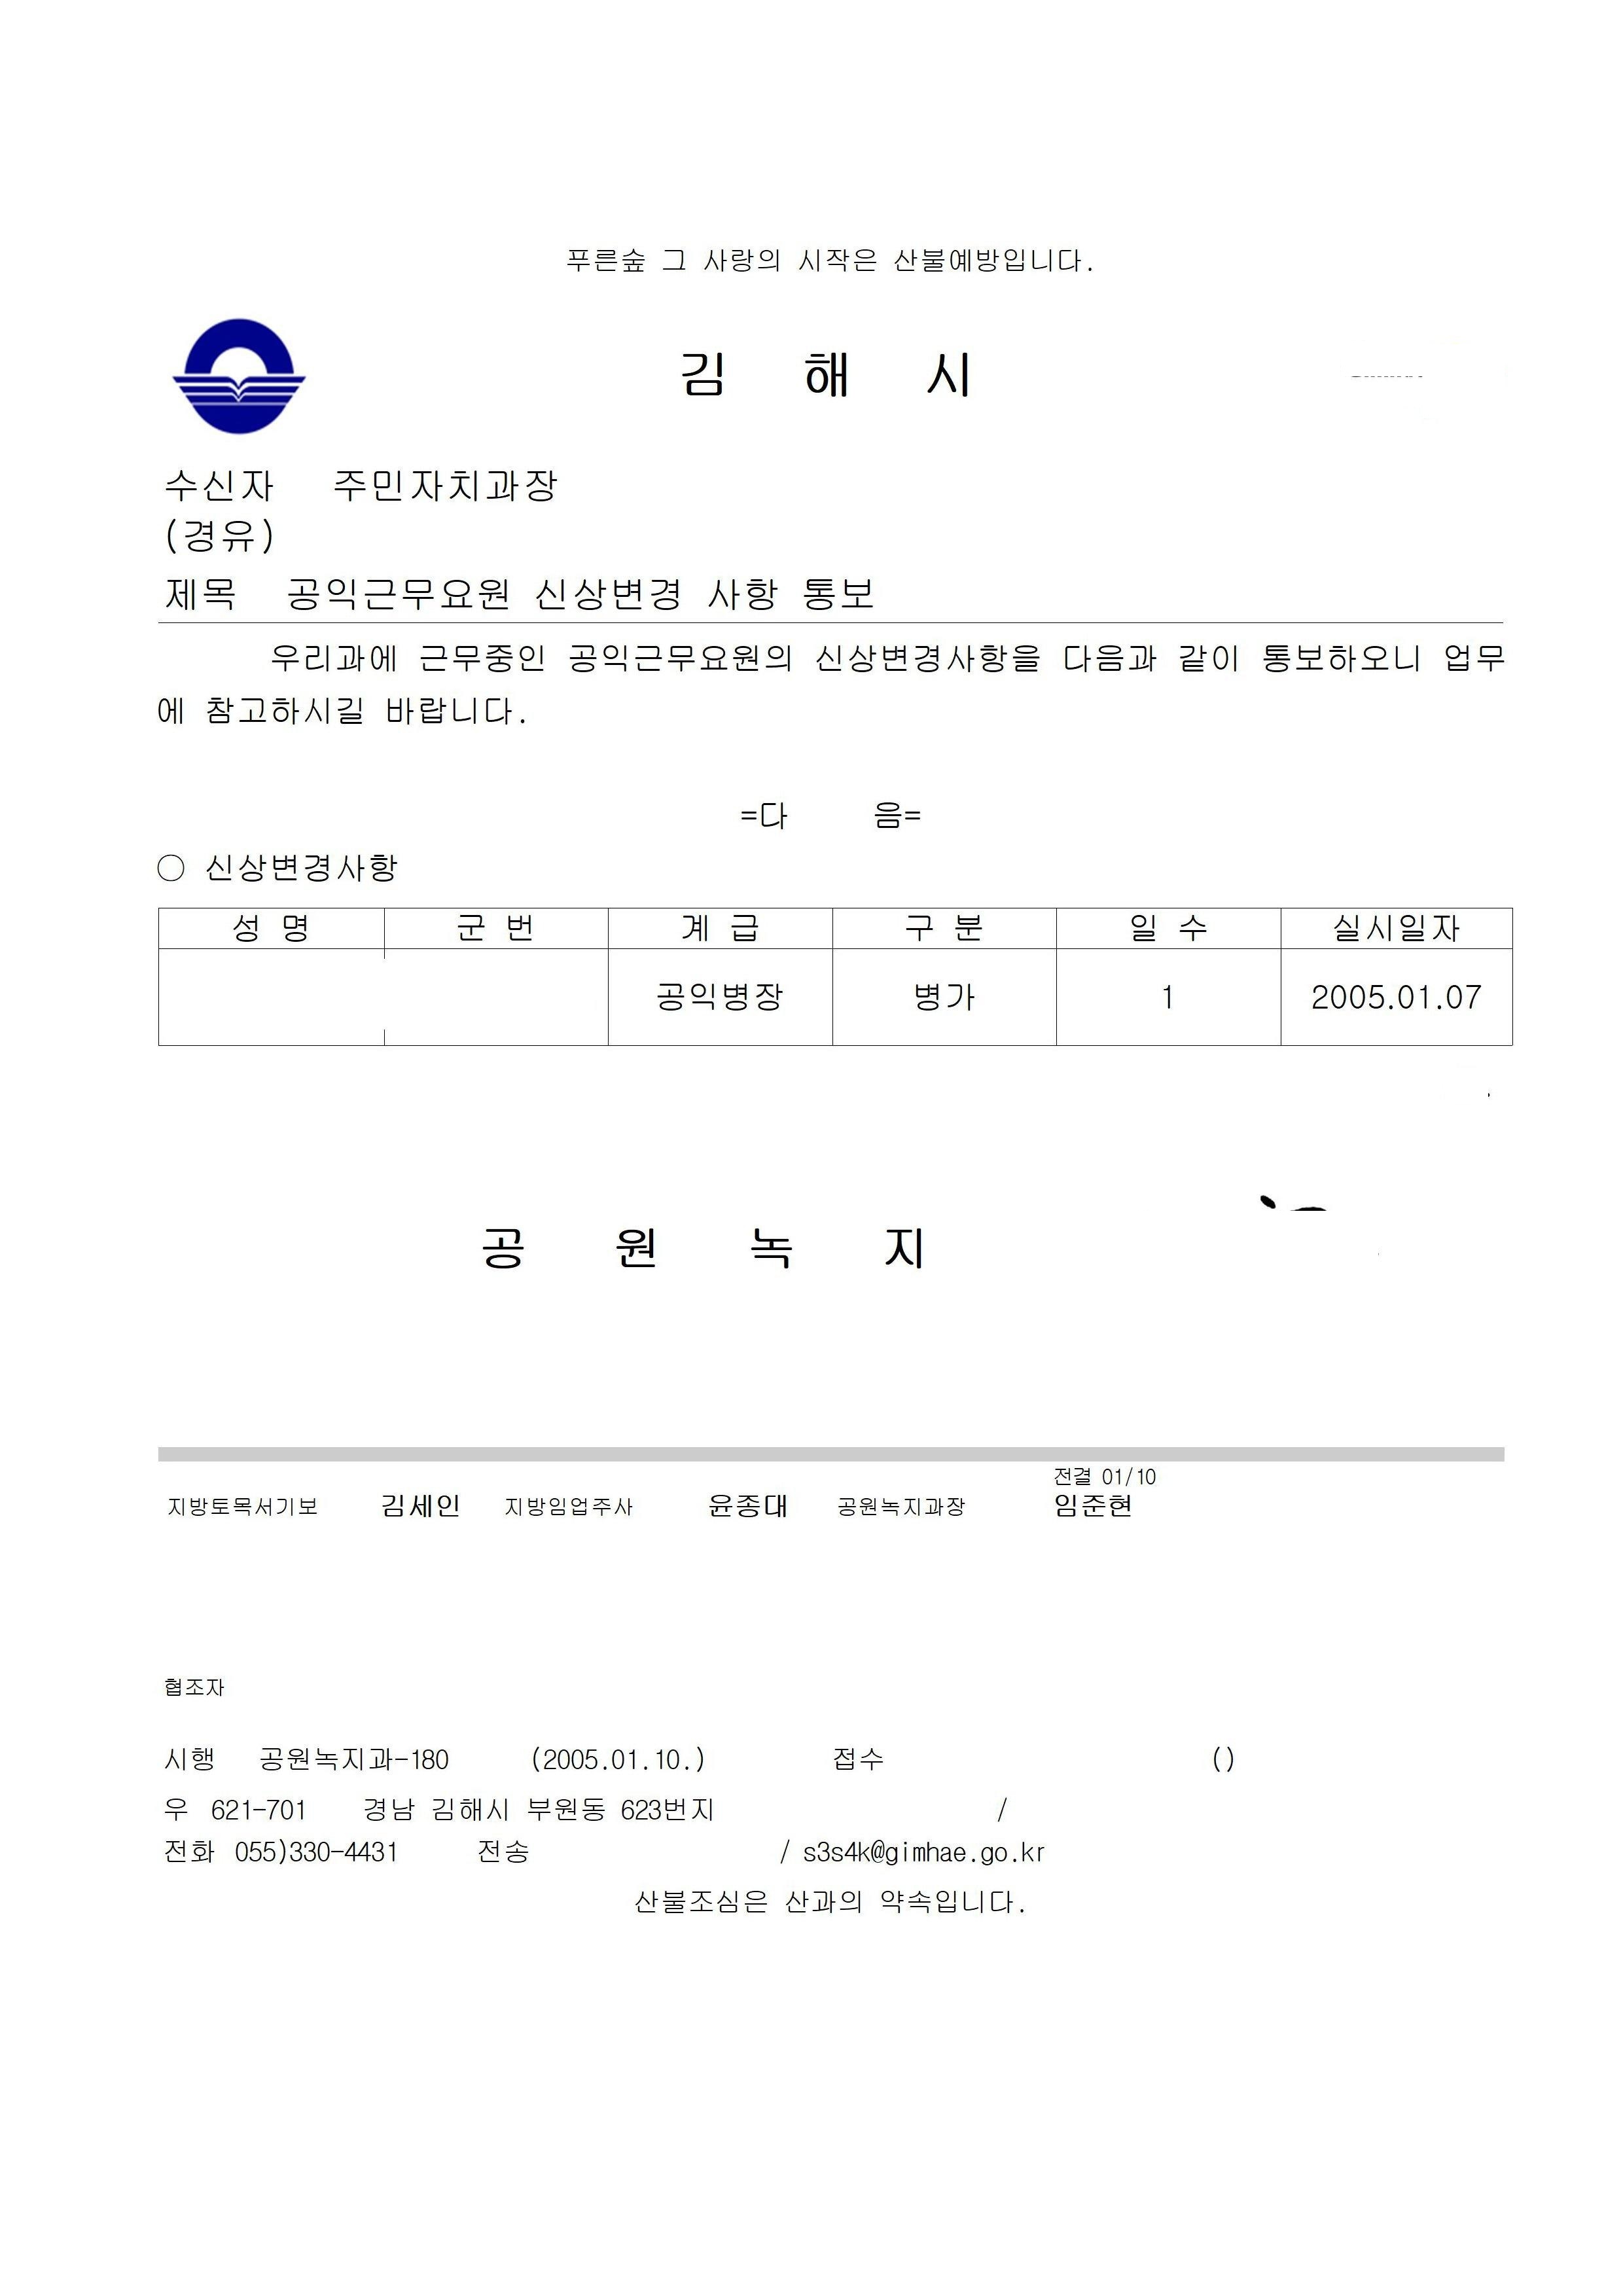 푸른숲 그 사랑의 시작은 산불예방입니다.
김 해 시
수신자 주민자치과장
(경유)
제목 공익근무요원 신상변경 사항 통보
우리과에 근무중인 공익근무요원의 신상변경사항을 다음과 같이 통보하오니 업무
에 참고하시길 바랍니다.
=다 음=
○ 신상변경사항
성 명 군 번 계 급 구 분 일 수 실시일자
공익병장 병가 1 2005.01.07
공 원 녹 지
전결 01/10
지방토목서기보 김세인 지방임업주사 윤종대 공원녹지과장 임준현
협조자
시행 공원녹지과-180 (2005.01.10.) 접수 ()
우 621-701 경남 김해시 부원동 623번지 /
전화 055)330-4431 전송 / s3s4k@gimhae.go.kr
산불조심은 산과의 약속입니다.